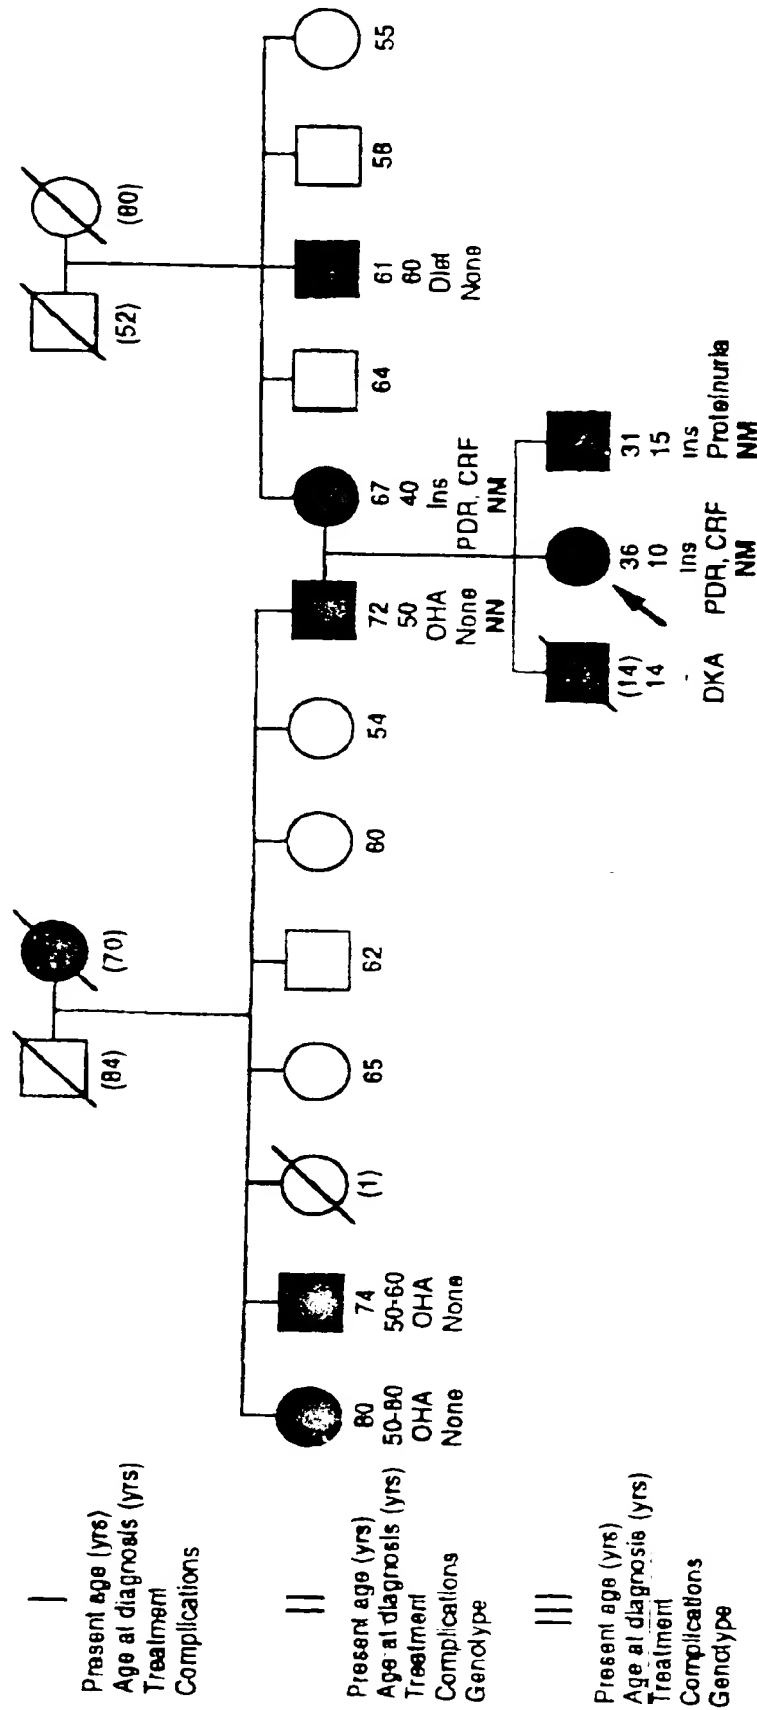 I
(84) (70) (52) (80)
Present age (yrs)
Age at diagnosis (yrs)
Treatment
Complications
II
Present age (yrs) 80 74 (1) 65 62 60 54 72 67 64 61 58 55
Age at diagnosis (yrs) 50-60 50-60 50 40 60
Treatment OHA OHA OHA Ins Diet
Complications None None None PDR, CRF None
Genotype NN NM
III
Present age (yrs) (14) 36 31
Age at diagnosis (yrs) 14 10 15
Treatment - Ins Ins
Complications DKA PDR, CRF Proteinuria
Genotype NM NM